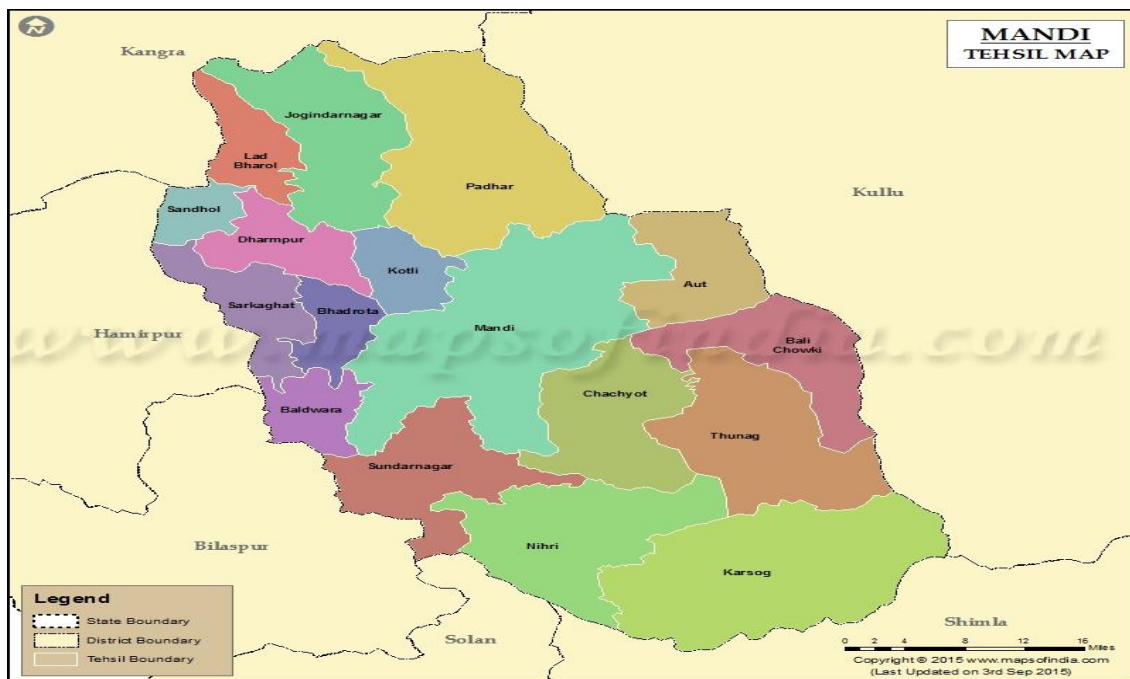 N
MANDI
TEHSIL MAP
Kangra
Jogindarnagar
Lad
Bharol
Padhar
Kullu
Sandhol
Dharmpur
Kotli
Aut
Sarkaghat
Bhadrota
Mandi
Hamirpur
Bali
Chowki
www.mapsofindia.com
Chachyot
Baldwara
Thunag
Sundarnagar
Bilaspur
Nihri
Karsog
Legend
State Boundary
District Boundary
Tehsil Boundary
Solan
Shimla
0 2 4 8 12 16
Miles
Copyright © 2015 www.mapsofindia.com
(Last Updated on 3rd Sep 2015)